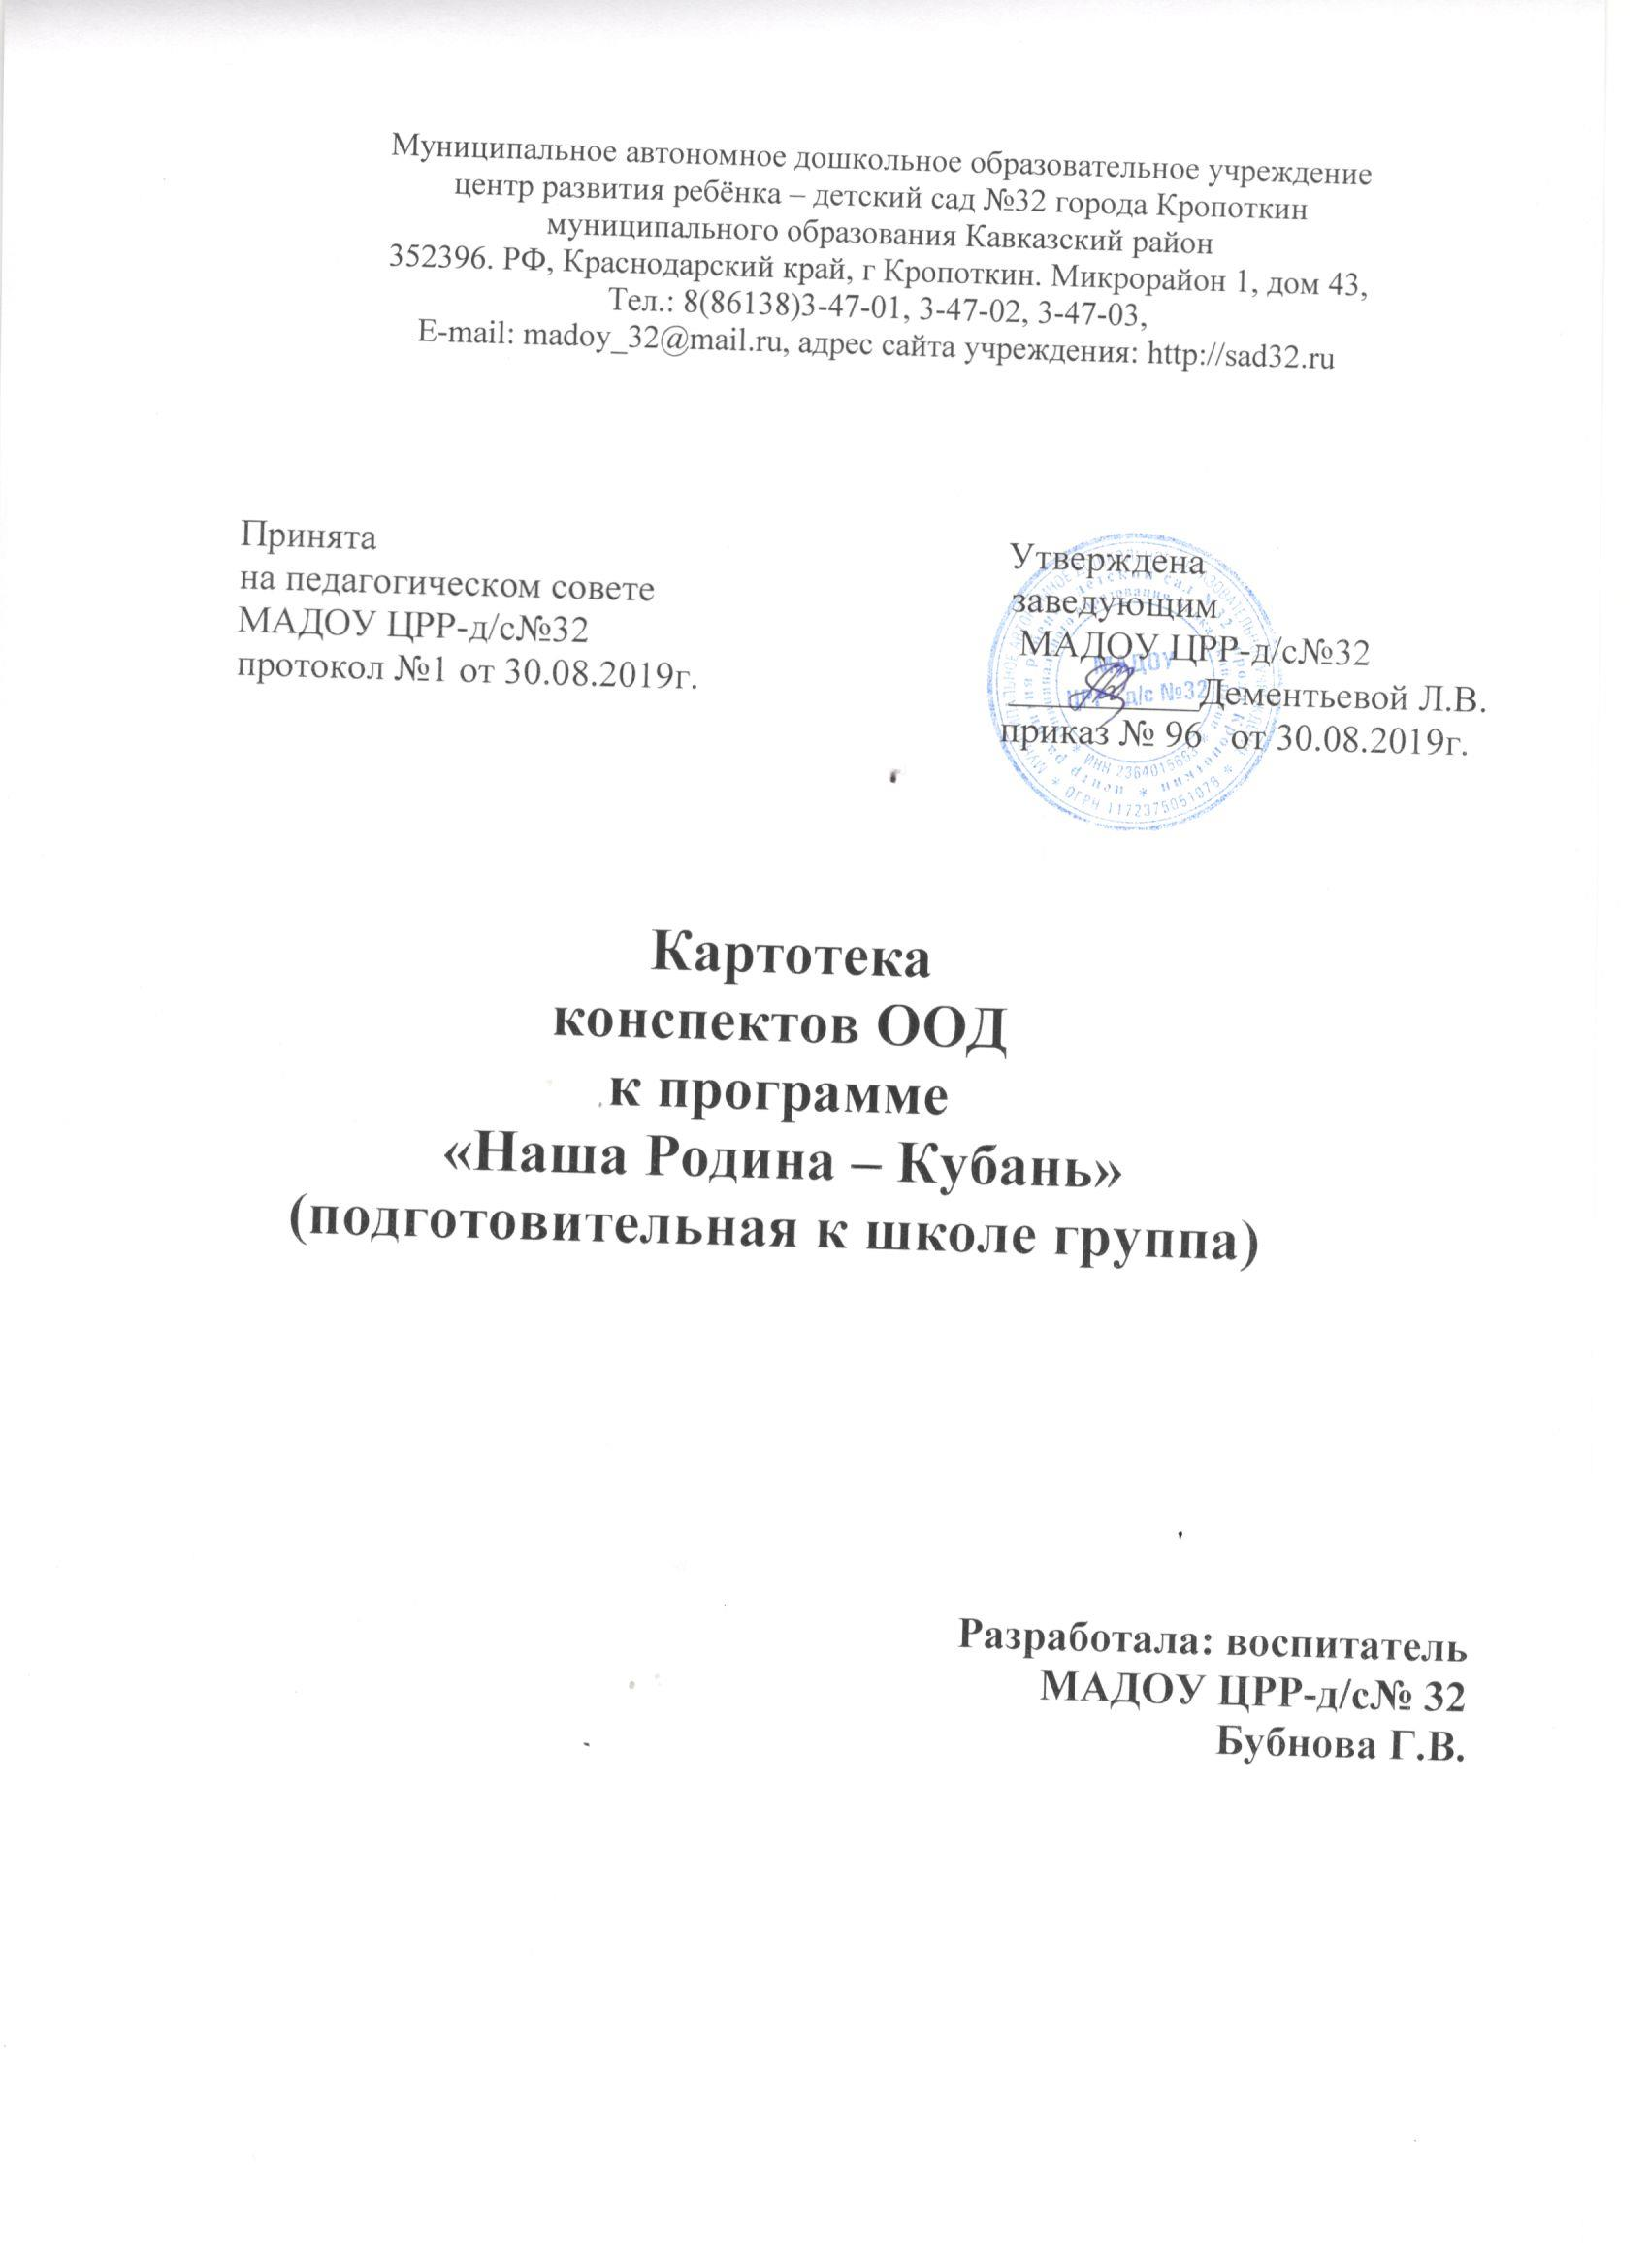 Муниципальное автономное дошкольное образовательное учреждение
центр развития ребёнка – детский сад №32 города Кропоткин
муниципального образования Кавказский район
352396. РФ, Краснодарский край, г Кропоткин. Микрорайон 1, дом 43,
Тел.: 8(86138)3-47-01, 3-47-02, 3-47-03,
E-mail: madoy_32@mail.ru, адрес сайта учреждения: http://sad32.ru
Принята
на педагогическом совете
МАДОУ ЦРР-д/с№32
протокол №1 от 30.08.2019г.
Утверждена
заведующим
МАДОУ ЦРР-д/с№32
__________Дементьевой Л.В.
приказ № 96 от 30.08.2019г.
МАДОУ
ЦРР-д/с №32
Картотека
конспектов ООД
к программе
«Наша Родина – Кубань»
(подготовительная к школе группа)
Разработала: воспитатель
МАДОУ ЦРР-д/с№ 32
Бубнова Г.В.